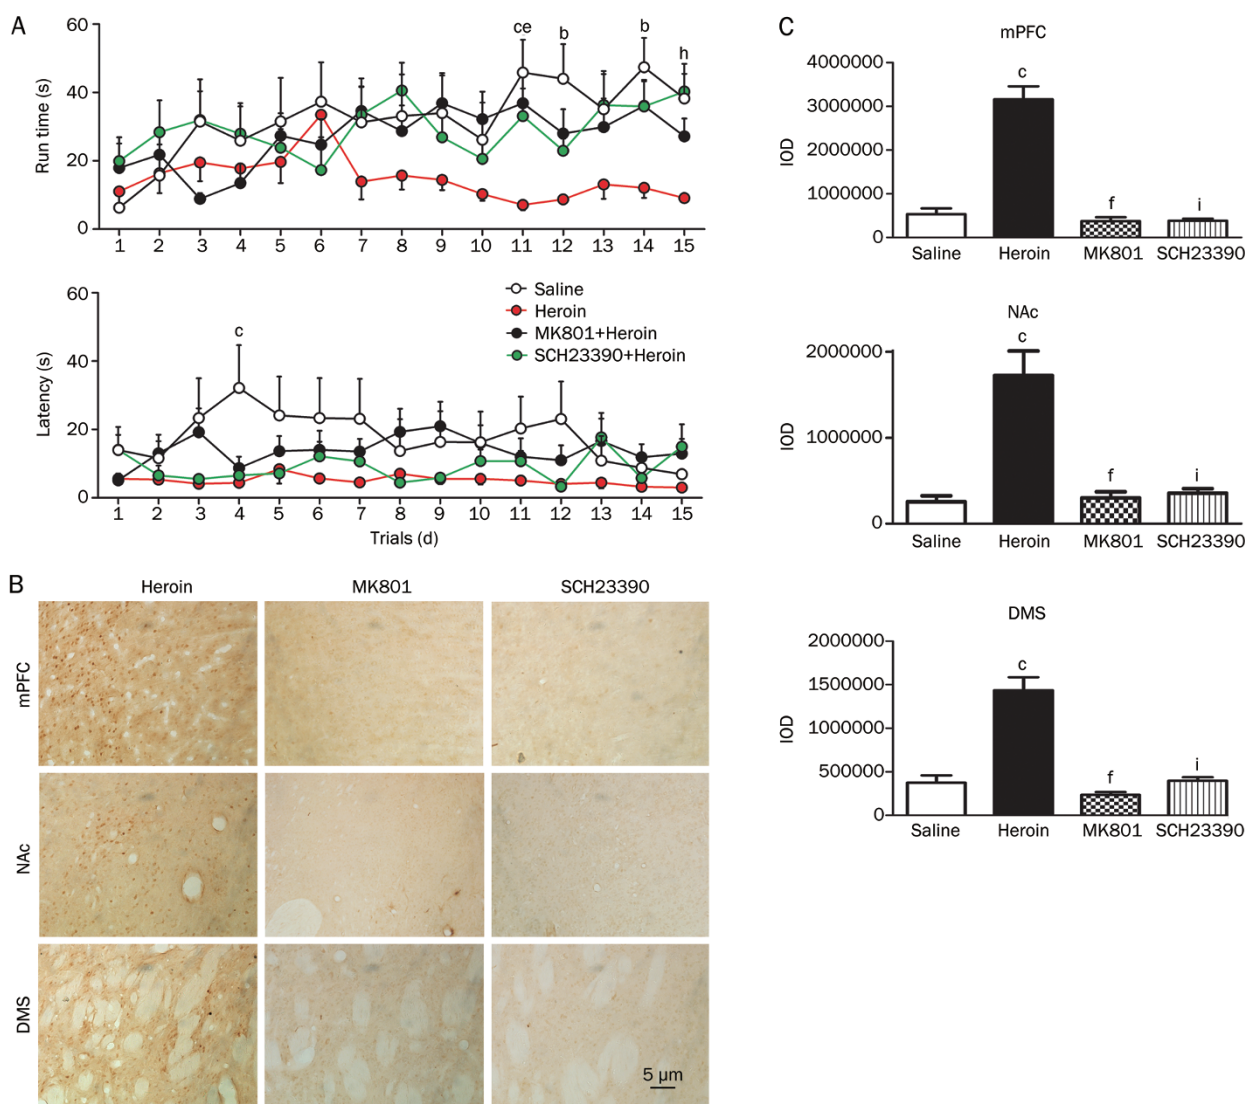 A
Run time (s)
60
40
20
0
ce
b
b
h
1 2 3 4 5 6 7 8 9 10 11 12 13 14 15
Latency (s)
60
40
20
0
c
Saline
Heroin
MK801+Heroin
SCH23390+Heroin
1 2 3 4 5 6 7 8 9 10 11 12 13 14 15
Trials (d)
B
Heroin MK801 SCH23390
mPFC
NAc
DMS
5 µm
C
mPFC
IOD
4000000
3000000
2000000
1000000
0
c
f
i
Saline Heroin MK801 SCH23390
NAc
IOD
2000000
1000000
0
c
f
i
Saline Heroin MK801 SCH23390
DMS
IOD
2000000
1500000
1000000
500000
0
c
f
i
Saline Heroin MK801 SCH23390